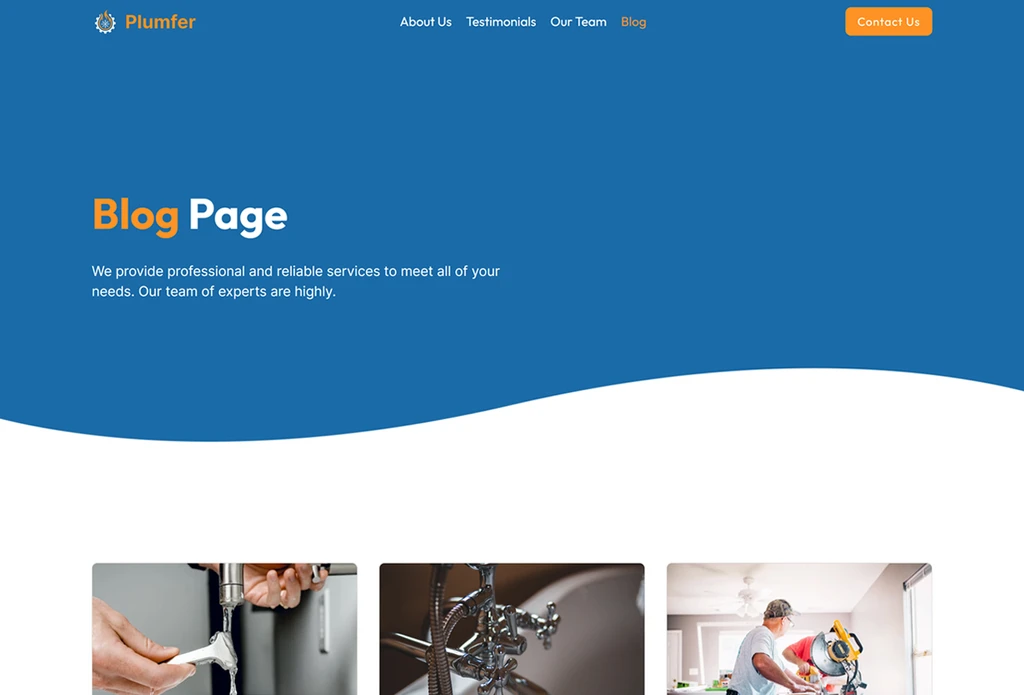 Plumfer
About Us Testimonials Our Team Blog
Contact Us
Blog Page
We provide professional and reliable services to meet all of your
needs. Our team of experts are highly.